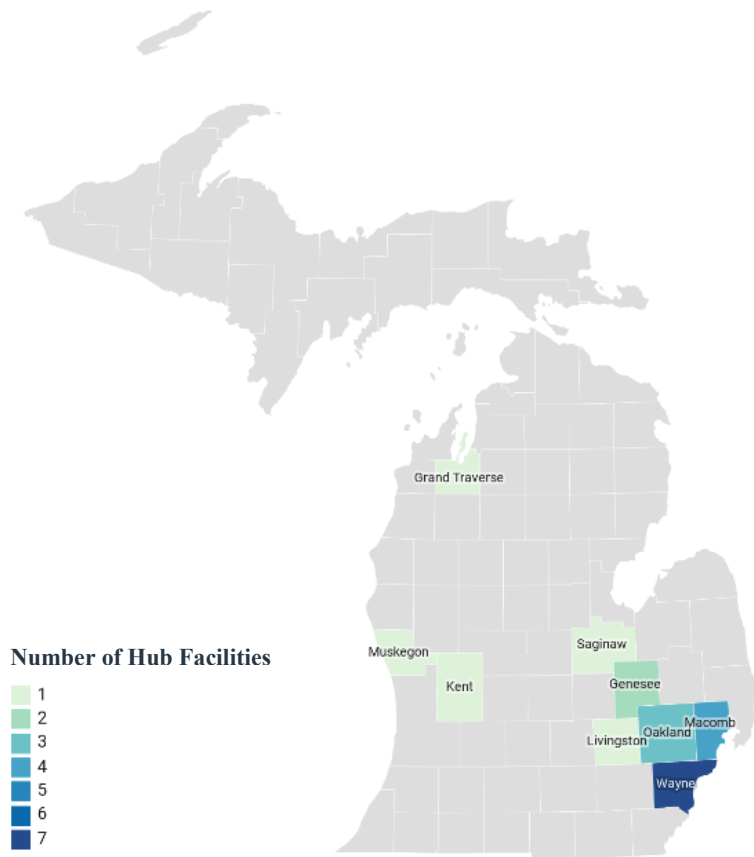 Grand Traverse
Muskegon
Saginaw
Kent
Genesee
Livingston
Oakland
Macomb
Wayne
Number of Hub Facilities
1
2
3
4
5
6
7